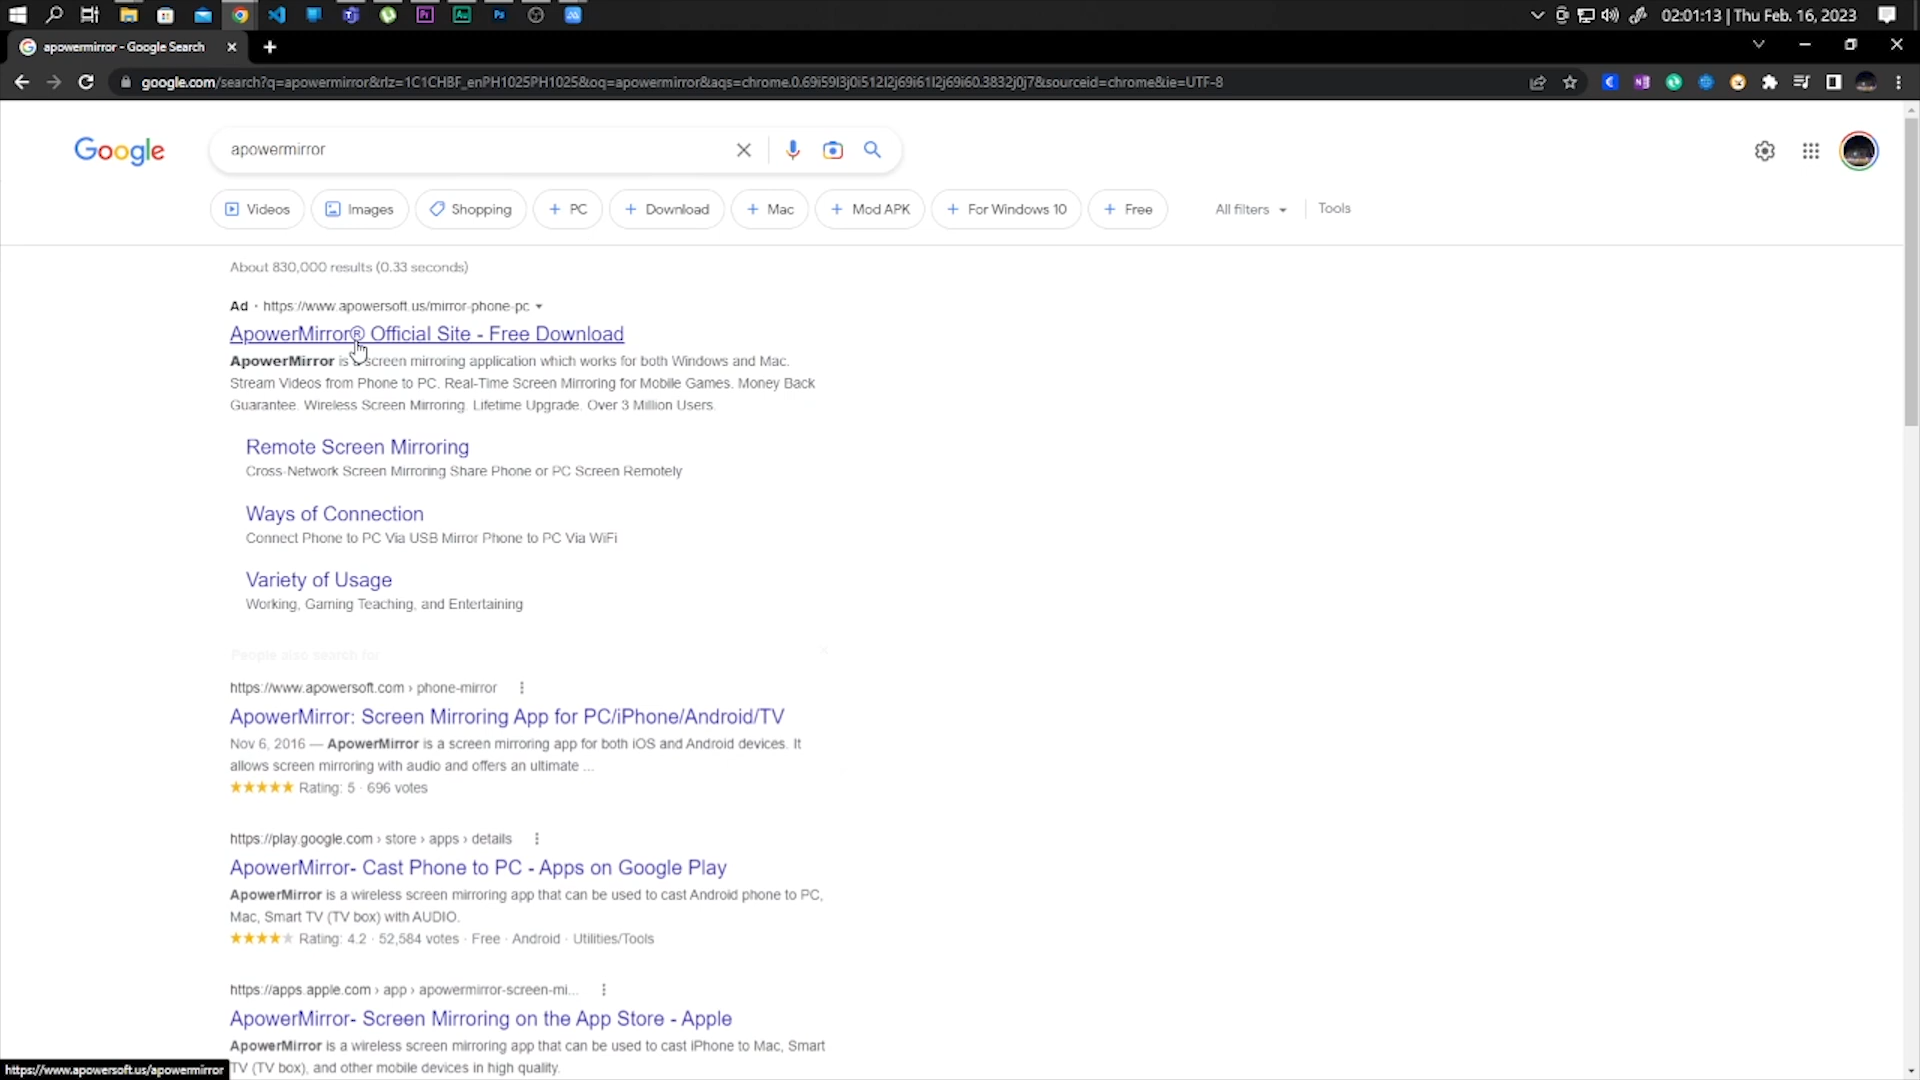 02:01:13 | Thu Feb. 16, 2023
apowermirror - Google Search
google.com/search?q=apowermirror&rlz=1C1CHBF_enPH1025PH1025&oq=apowermirror&aqs=chrome.0.69i59l3j0i512l2j69i61l2j69i60.3832j0j7&sourceid=chrome&ie=UTF-8
Google
apowermirror
Videos
Images
Shopping
PC
Download
Mac
Mod APK
For Windows 10
Free
All filters
Tools
About 830,000 results (0.33 seconds)
Ad · https://www.apowersoft.us/mirror-phone-pc
ApowerMirror® Official Site - Free Download
ApowerMirror is a screen mirroring application which works for both Windows and Mac.
Stream Videos from Phone to PC. Real-Time Screen Mirroring for Mobile Games. Money Back
Guarantee. Wireless Screen Mirroring. Lifetime Upgrade. Over 3 Million Users.
Remote Screen Mirroring
Cross-Network Screen Mirroring Share Phone or PC Screen Remotely
Ways of Connection
Connect Phone to PC Via USB Mirror Phone to PC Via WiFi
Variety of Usage
Working, Gaming Teaching, and Entertaining
People also search for
https://www.apowersoft.com › phone-mirror
ApowerMirror: Screen Mirroring App for PC/iPhone/Android/TV
Nov 6, 2016 — ApowerMirror is a screen mirroring app for both iOS and Android devices. It
allows screen mirroring with audio and offers an ultimate ...
Rating: 5 · 696 votes
https://play.google.com › store › apps › details
ApowerMirror- Cast Phone to PC - Apps on Google Play
ApowerMirror is a wireless screen mirroring app that can be used to cast Android phone to PC,
Mac, Smart TV (TV box) with AUDIO.
Rating: 4.2 · 52,584 votes · Free · Android · Utilities/Tools
https://apps.apple.com › app › apowermirror-screen-mi...
ApowerMirror- Screen Mirroring on the App Store - Apple
ApowerMirror is a wireless screen mirroring app that can be used to cast iPhone to Mac, Smart
TV (TV box), and other mobile devices in high quality.
https://www.apowersoft.us/apowermirror